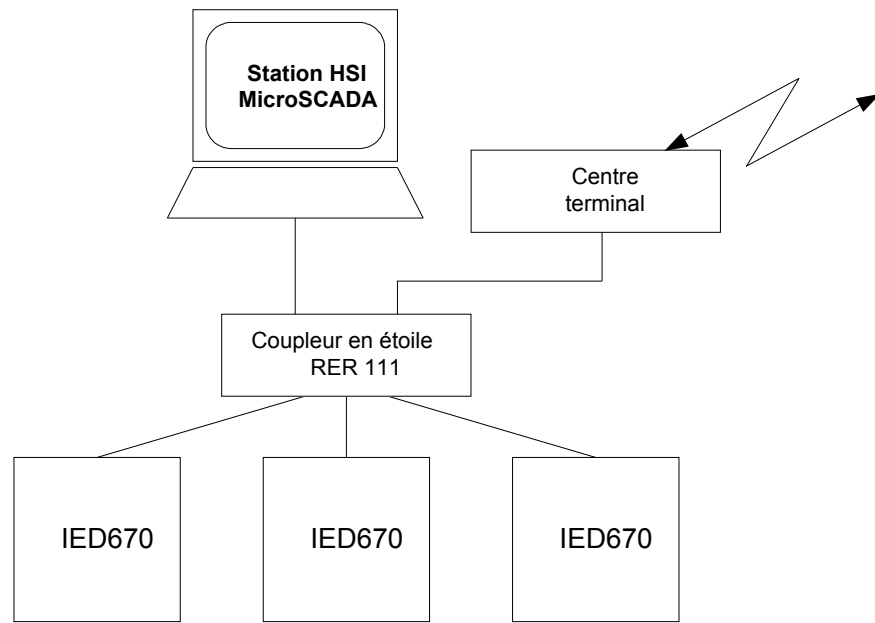 Station HSI
MicroSCADA
Centre
terminal
Coupleur en étoile
RER 111
IED670
IED670
IED670